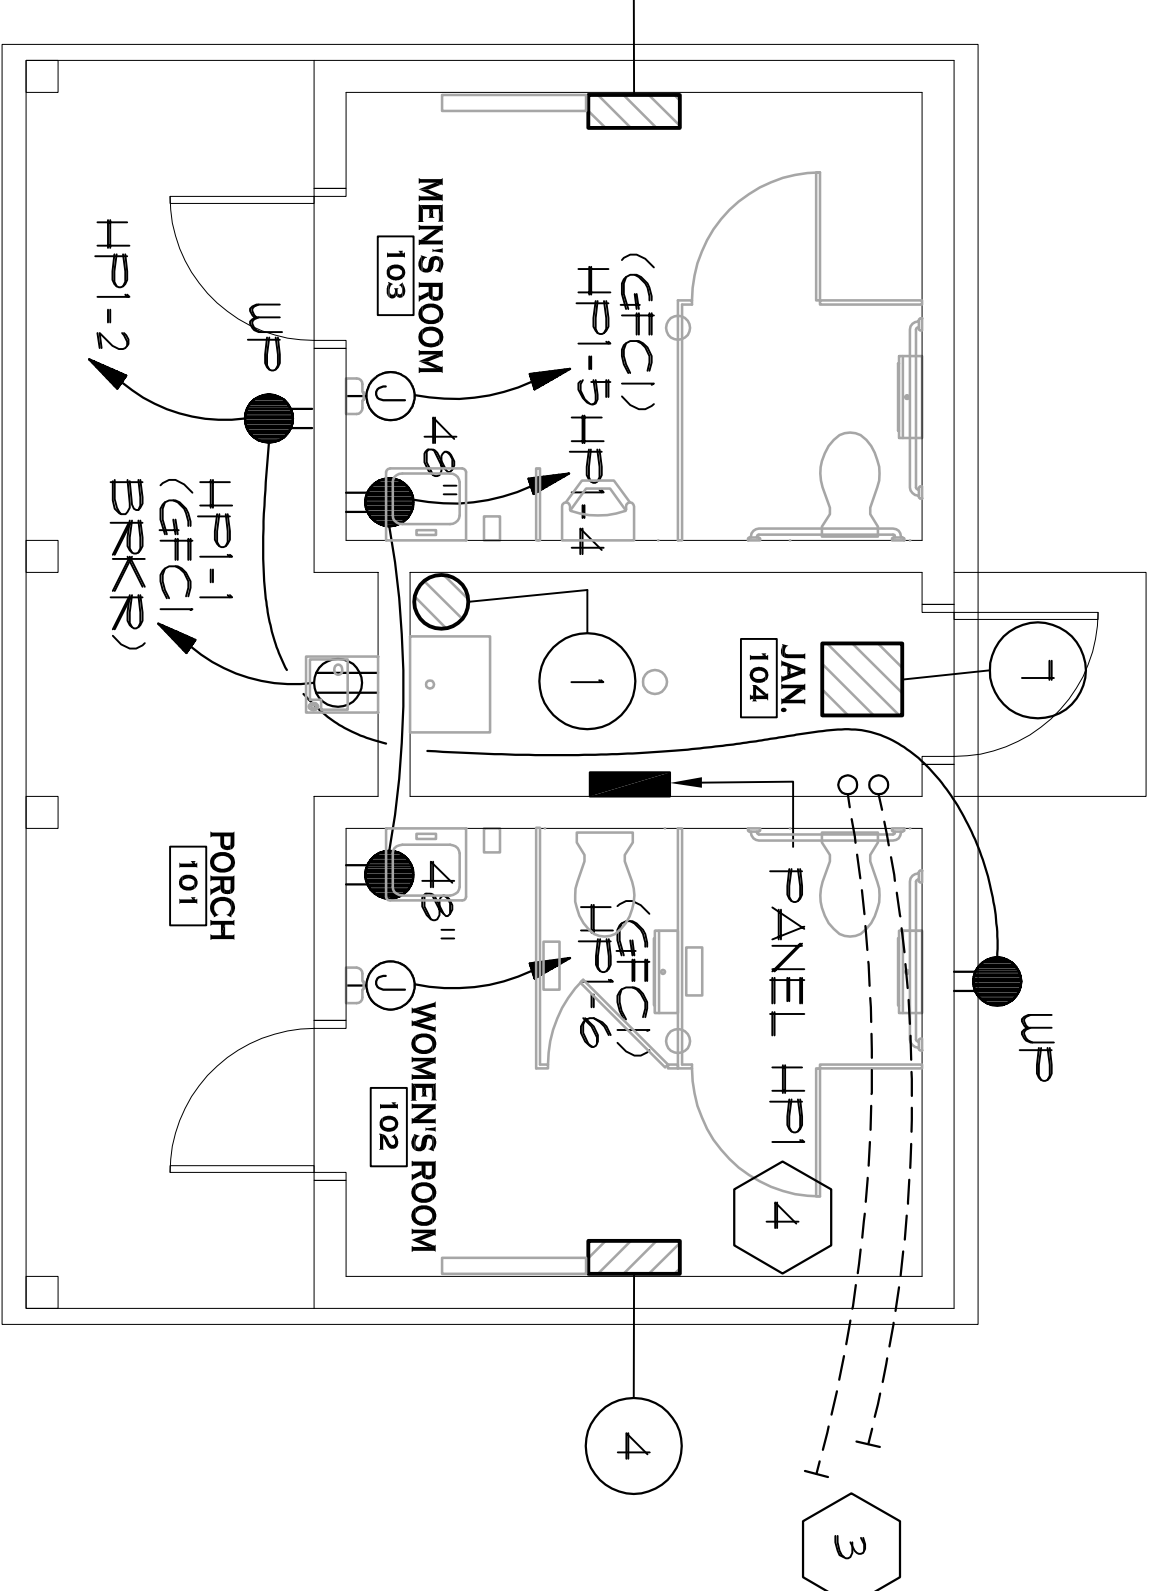 MEN'S ROOM
103
HP1-2
WP
(GFCI)
HP1-5
J
48"
HP1-4
HP1-1
(GFCI
BRKR)
1
JAN.
104
1
PORCH
101
48"
(GFCI)
HP1-6
J
WOMEN'S ROOM
102
PANEL HP1
4
WP
4
3